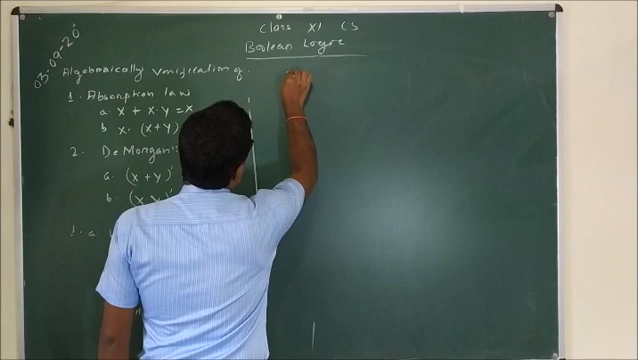 Class XI CS
Boolean Logic
03-09-20
Algebraically verification of.
1. Absorption law
a. x + x · y = x
b x. (x+y)
2. De Morgan's
a. (x + y)'
b. (x y)'
1. a